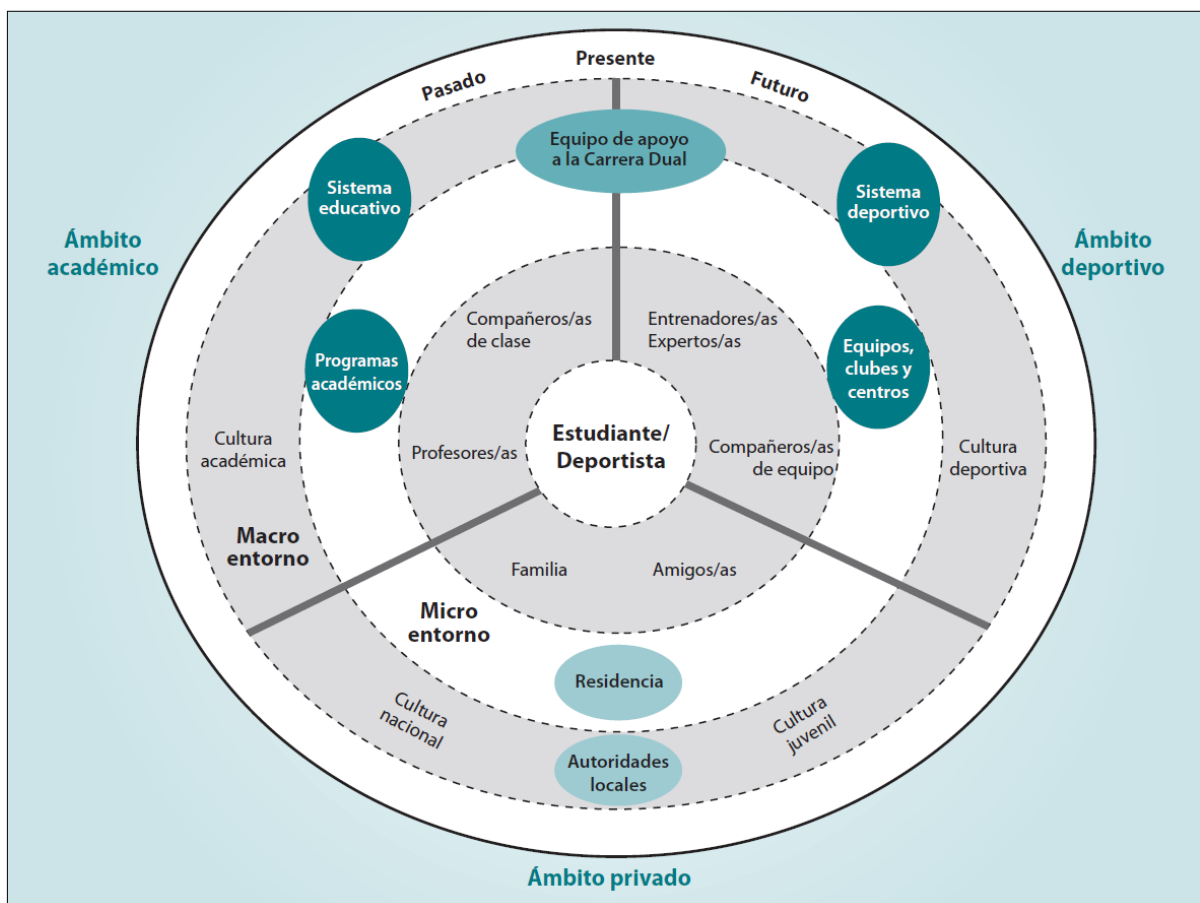 Presente
Pasado
Futuro
Equipo de apoyo
a la Carrera Dual
Sistema
educativo
Sistema
deportivo
Ámbito
académico
Ámbito
deportivo
Compañeros/as
de clase
Entrenadores/as
Expertos/as
Programas
académicos
Equipos,
clubes y
centros
Estudiante/
Deportista
Cultura
académica
Profesores/as
Compañeros/as
de equipo
Cultura
deportiva
Macro
entorno
Familia
Amigos/as
Micro
entorno
Residencia
Cultura
nacional
Cultura
juvenil
Autoridades
locales
Ámbito privado